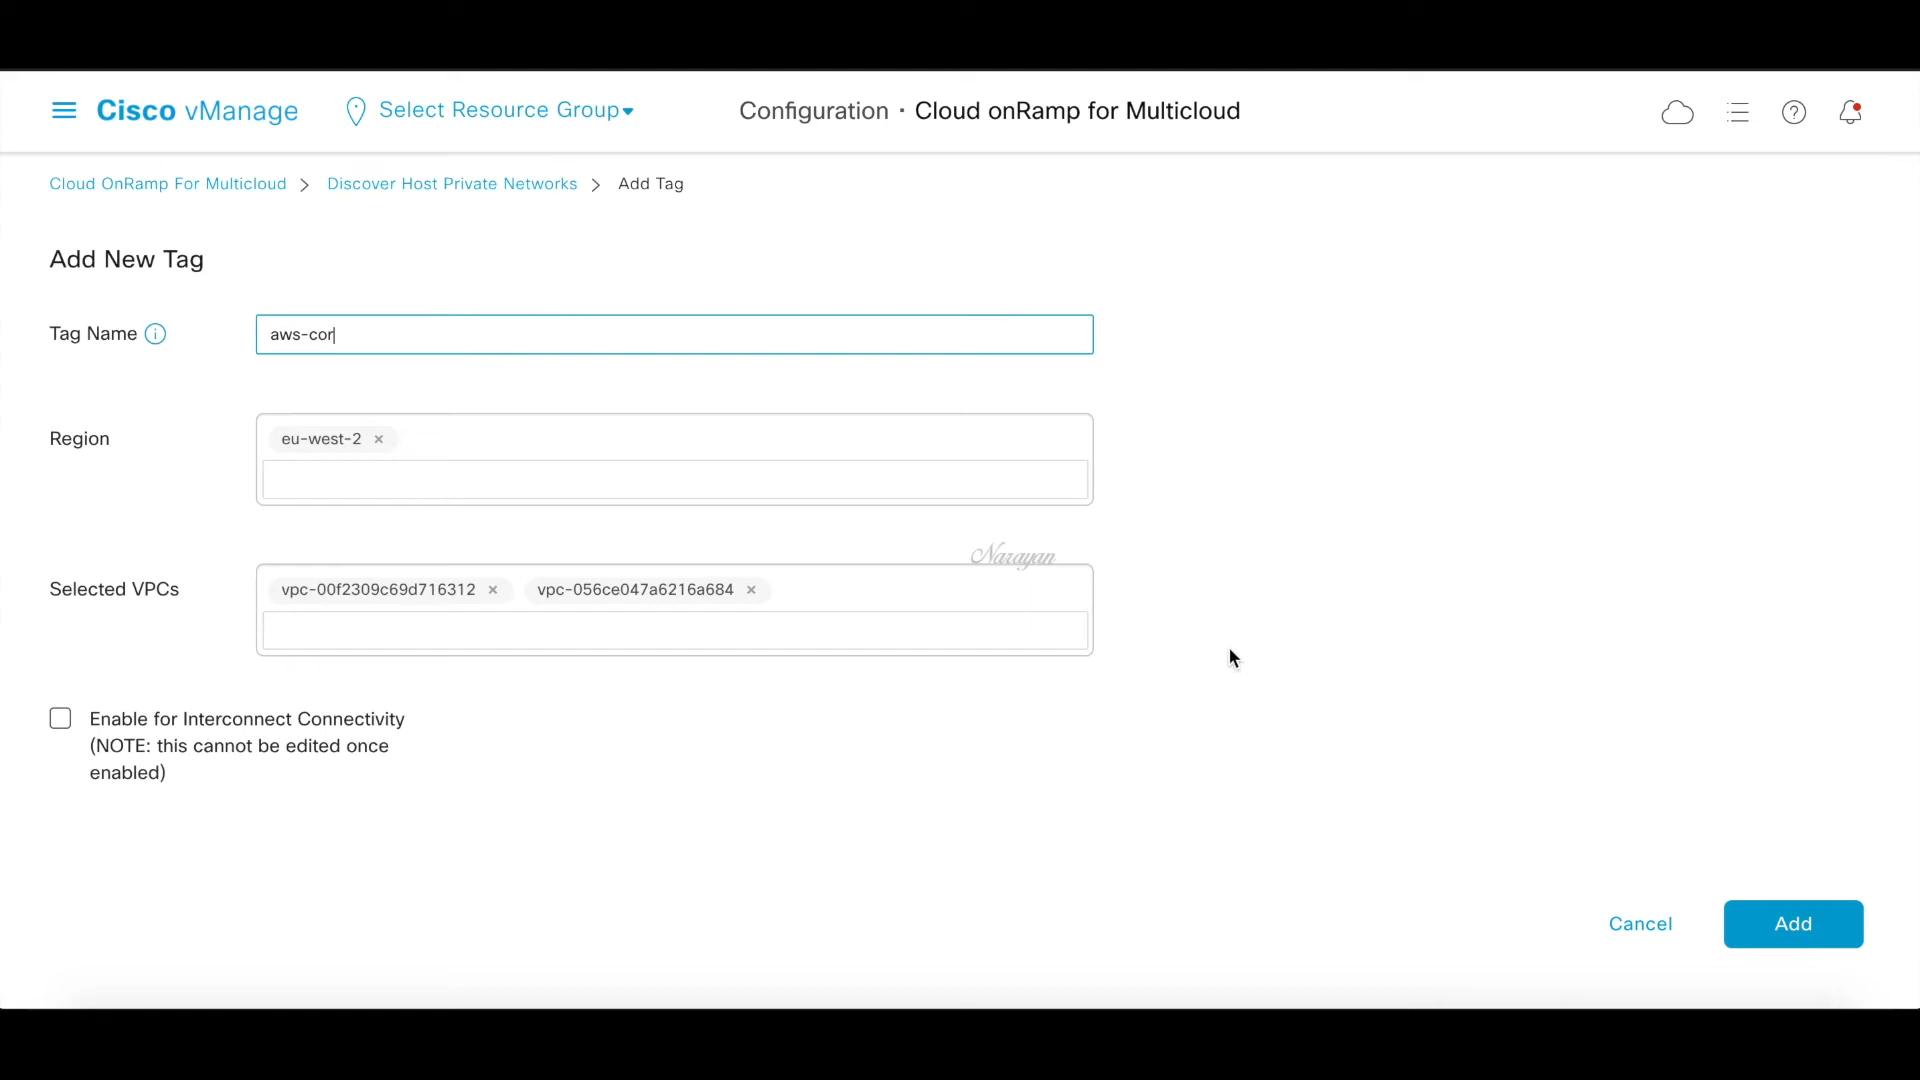 Cisco vManage
Select Resource Group
Configuration · Cloud onRamp for Multicloud
Cloud OnRamp For Multicloud > Discover Host Private Networks > Add Tag
Add New Tag
Tag Name
aws-cor
Region
eu-west-2 ×
Narayan
Selected VPCs
vpc-00f2309c69d716312 × vpc-056ce047a6216a684 ×
Enable for Interconnect Connectivity
(NOTE: this cannot be edited once
enabled)
Cancel
Add